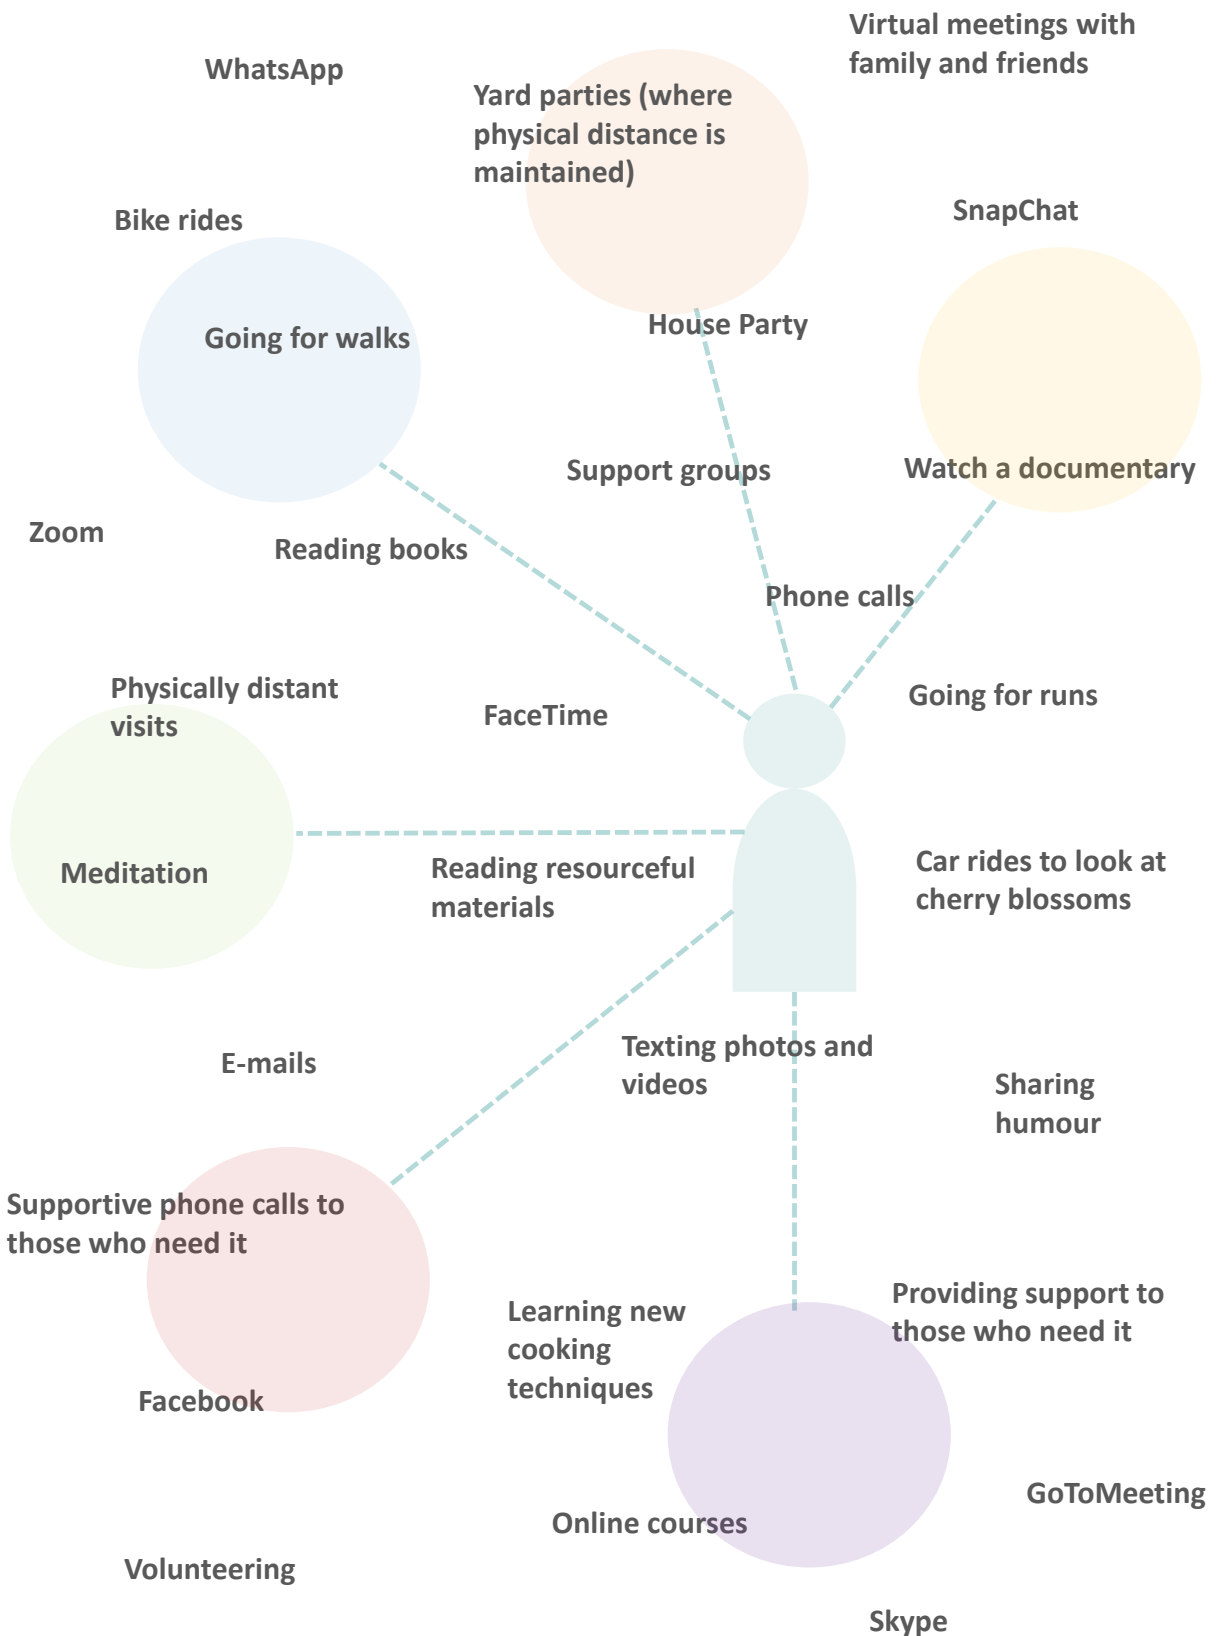 Virtual meetings with
family and friends
WhatsApp
Yard parties (where
physical distance is
maintained)
Bike rides
SnapChat
Going for walks
House Party
Support groups
Watch a documentary
Zoom
Reading books
Phone calls
Physically distant
visits
FaceTime
Going for runs
Meditation
Reading resourceful
materials
Car rides to look at
cherry blossoms
E-mails
Texting photos and
videos
Sharing
humour
Supportive phone calls to
those who need it
Learning new
cooking
techniques
Providing support to
those who need it
Facebook
GoToMeeting
Online courses
Volunteering
Skype